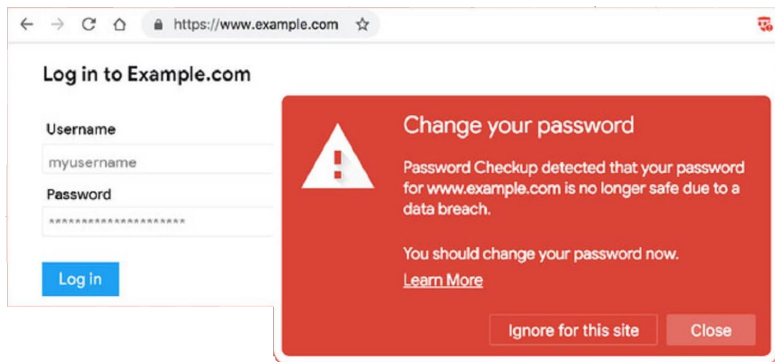 https://www.example.com
Log in to Example.com
Username
myusername
Password
*********************
Log in
Change your password
Password Checkup detected that your password
for www.example.com is no longer safe due to a
data breach.
You should change your password now.
Learn More
Ignore for this site
Close